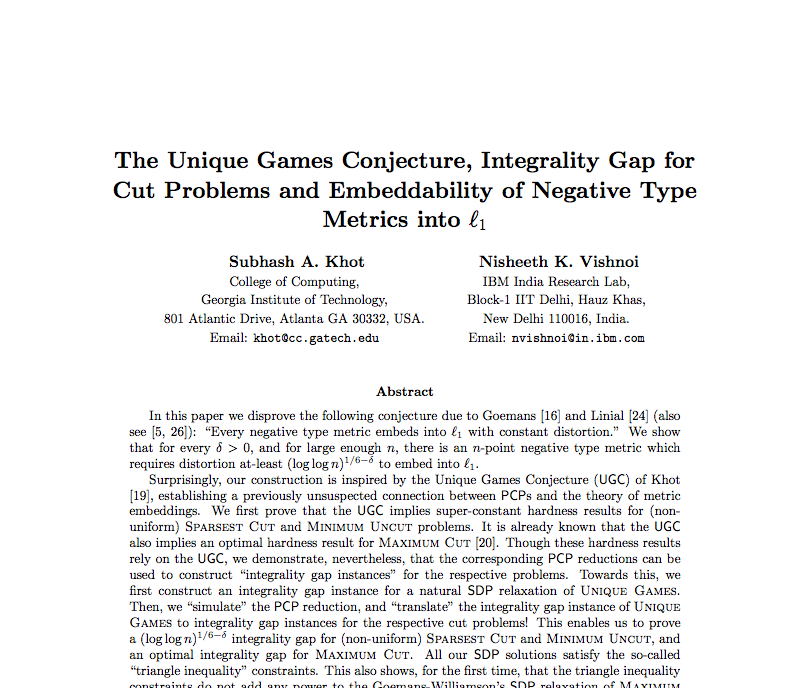 The Unique Games Conjecture, Integrality Gap for
Cut Problems and Embeddability of Negative Type
Metrics into ℓ₁
Subhash A. Khot
College of Computing,
Georgia Institute of Technology,
801 Atlantic Drive, Atlanta GA 30332, USA.
Email: khot@cc.gatech.edu
Nisheeth K. Vishnoi
IBM India Research Lab,
Block-1 IIT Delhi, Hauz Khas,
New Delhi 110016, India.
Email: nvishnoi@in.ibm.com
Abstract
In this paper we disprove the following conjecture due to Goemans [16] and Linial [24] (also
see [5, 26]): “Every negative type metric embeds into ℓ₁ with constant distortion.” We show
that for every δ > 0, and for large enough n, there is an n-point negative type metric which
requires distortion at-least (log log n)^{1/6−δ} to embed into ℓ₁.
Surprisingly, our construction is inspired by the Unique Games Conjecture (UGC) of Khot
[19], establishing a previously unsuspected connection between PCPs and the theory of metric
embeddings. We first prove that the UGC implies super-constant hardness results for (non-
uniform) SPARSEST CUT and MINIMUM UNCUT problems. It is already known that the UGC
also implies an optimal hardness result for MAXIMUM CUT [20]. Though these hardness results
rely on the UGC, we demonstrate, nevertheless, that the corresponding PCP reductions can be
used to construct “integrality gap instances” for the respective problems. Towards this, we
first construct an integrality gap instance for a natural SDP relaxation of UNIQUE GAMES.
Then, we “simulate” the PCP reduction, and “translate” the integrality gap instance of UNIQUE
GAMES to integrality gap instances for the respective cut problems! This enables us to prove
a (log log n)^{1/6−δ} integrality gap for (non-uniform) SPARSEST CUT and MINIMUM UNCUT, and
an optimal integrality gap for MAXIMUM CUT. All our SDP solutions satisfy the so-called
“triangle inequality” constraints. This also shows, for the first time, that the triangle inequality
constraints do not add any power to the Goemans-Williamson's SDP relaxation of MAXIMUM